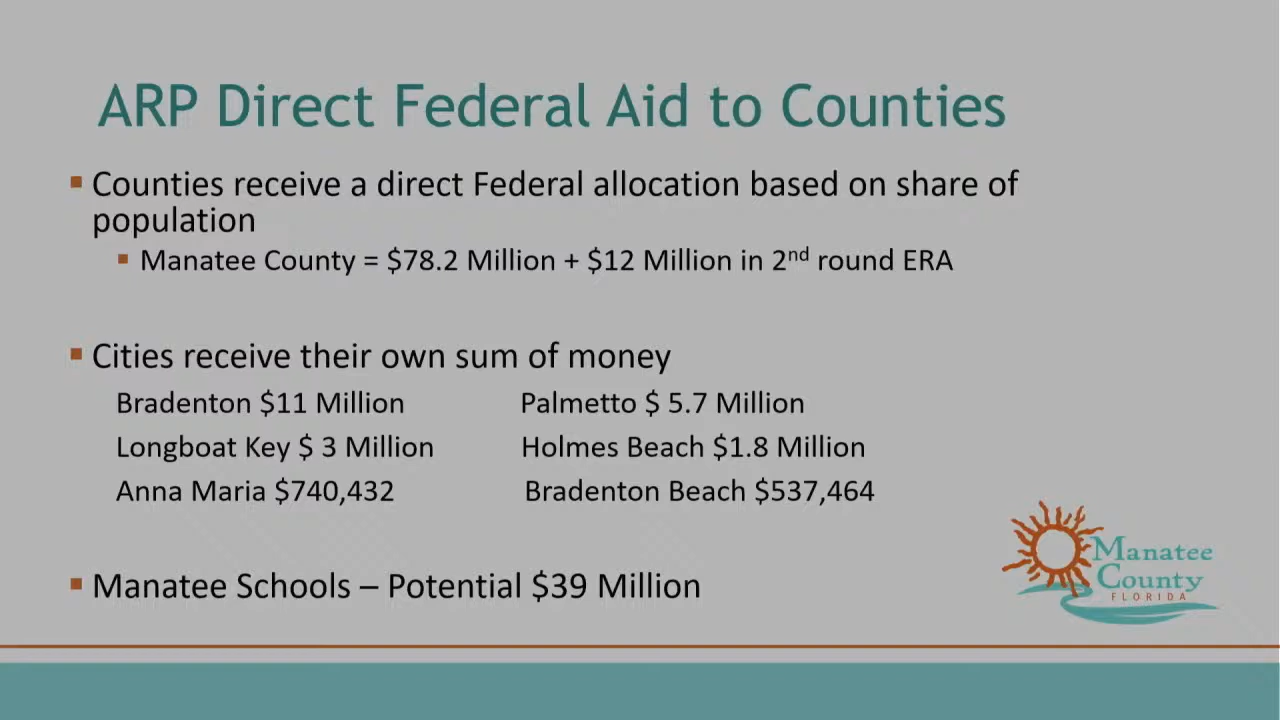 ARP Direct Federal Aid to Counties
▪ Counties receive a direct Federal allocation based on share of
population
▪ Manatee County = $78.2 Million + $12 Million in 2nd round ERA
▪ Cities receive their own sum of money
Bradenton $11 Million Palmetto $ 5.7 Million
Longboat Key $ 3 Million Holmes Beach $1.8 Million
Anna Maria $740,432 Bradenton Beach $537,464
▪ Manatee Schools – Potential $39 Million
Manatee
County
FLORIDA